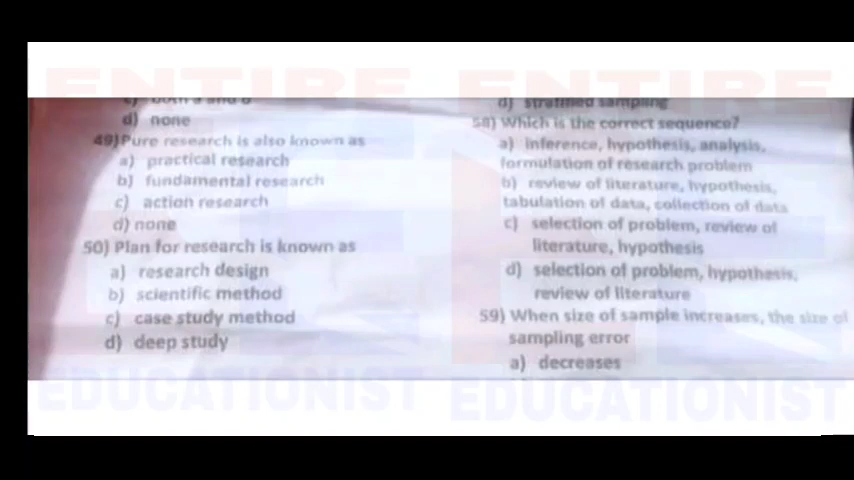 ENTIRE
ENTIRE
c) both a and b
d) none
49)Pure research is also known as
a) practical research
b) fundamental research
c) action research
d) none
50) Plan for research is known as
a) research design
b) scientific method
c) case study method
d) deep study
d) stratified sampling
58) Which is the correct sequence?
a) inference, hypothesis, analysis,
formulation of research problem
b) review of literature, hypothesis,
tabulation of data, collection of data
c) selection of problem, review of
literature, hypothesis
d) selection of problem, hypothesis,
review of literature
59) When size of sample increases, the size of
sampling error
a) decreases
EDUCATIONIST
EDUCATIONIST